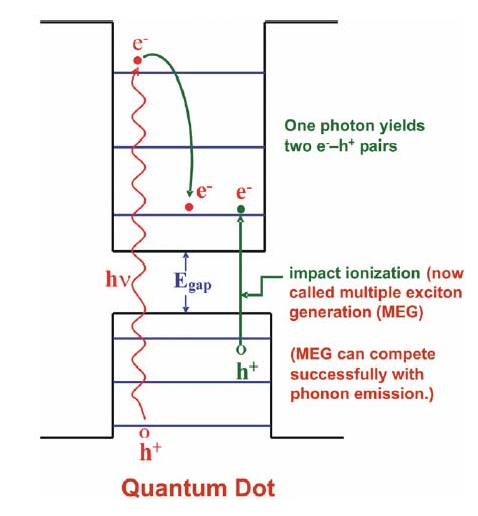 e-
One photon yields
two e-–h+ pairs
e-
e-
hν
Egap
impact ionization (now
called multiple exciton
generation (MEG)
h+
(MEG can compete
successfully with
phonon emission.)
h+
Quantum Dot